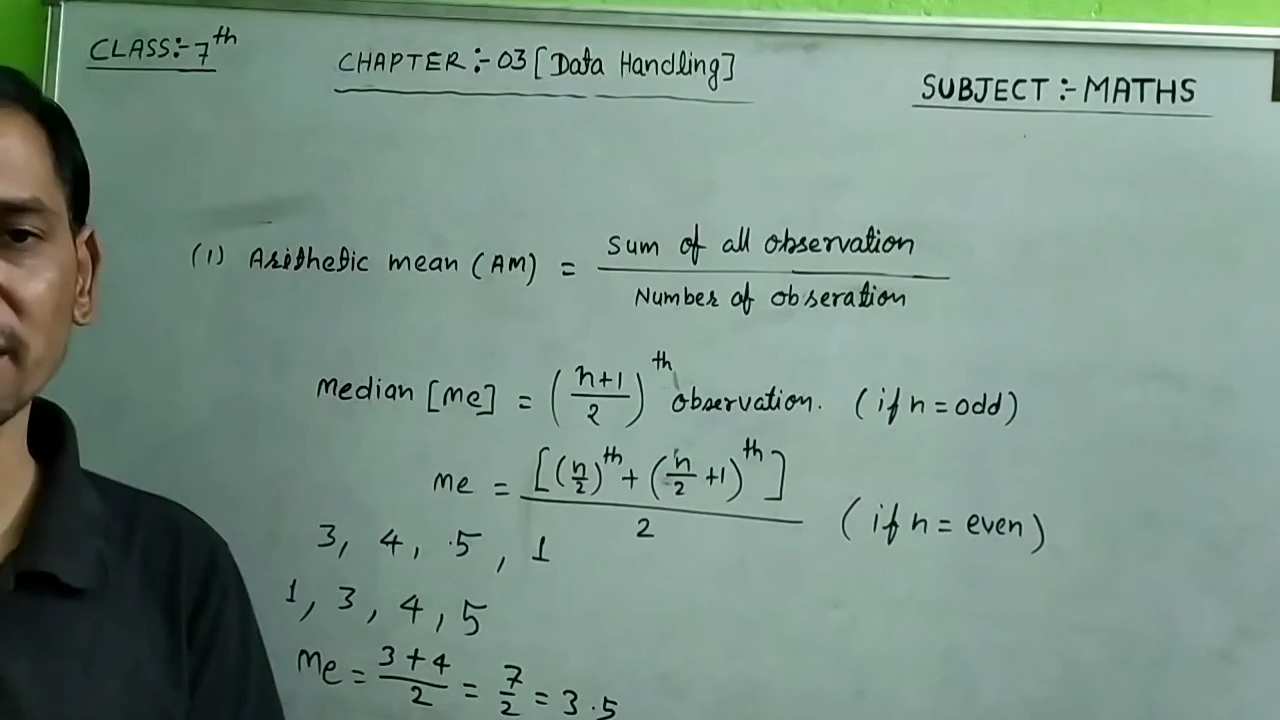 CLASS:- 7th
CHAPTER:- 03 [Data Handling]
SUBJECT:- MATHS
(1) Arithetic mean (AM) = Sum of all observation / Number of obseration
Median [Me] = ((n+1)/2)th observation. (if n = odd)
Me = [(n/2)th + (n/2 +1)th] / 2 (if n = even)
3, 4, 5, 1
1, 3, 4, 5
Me = (3+4)/2 = 7/2 = 3.5